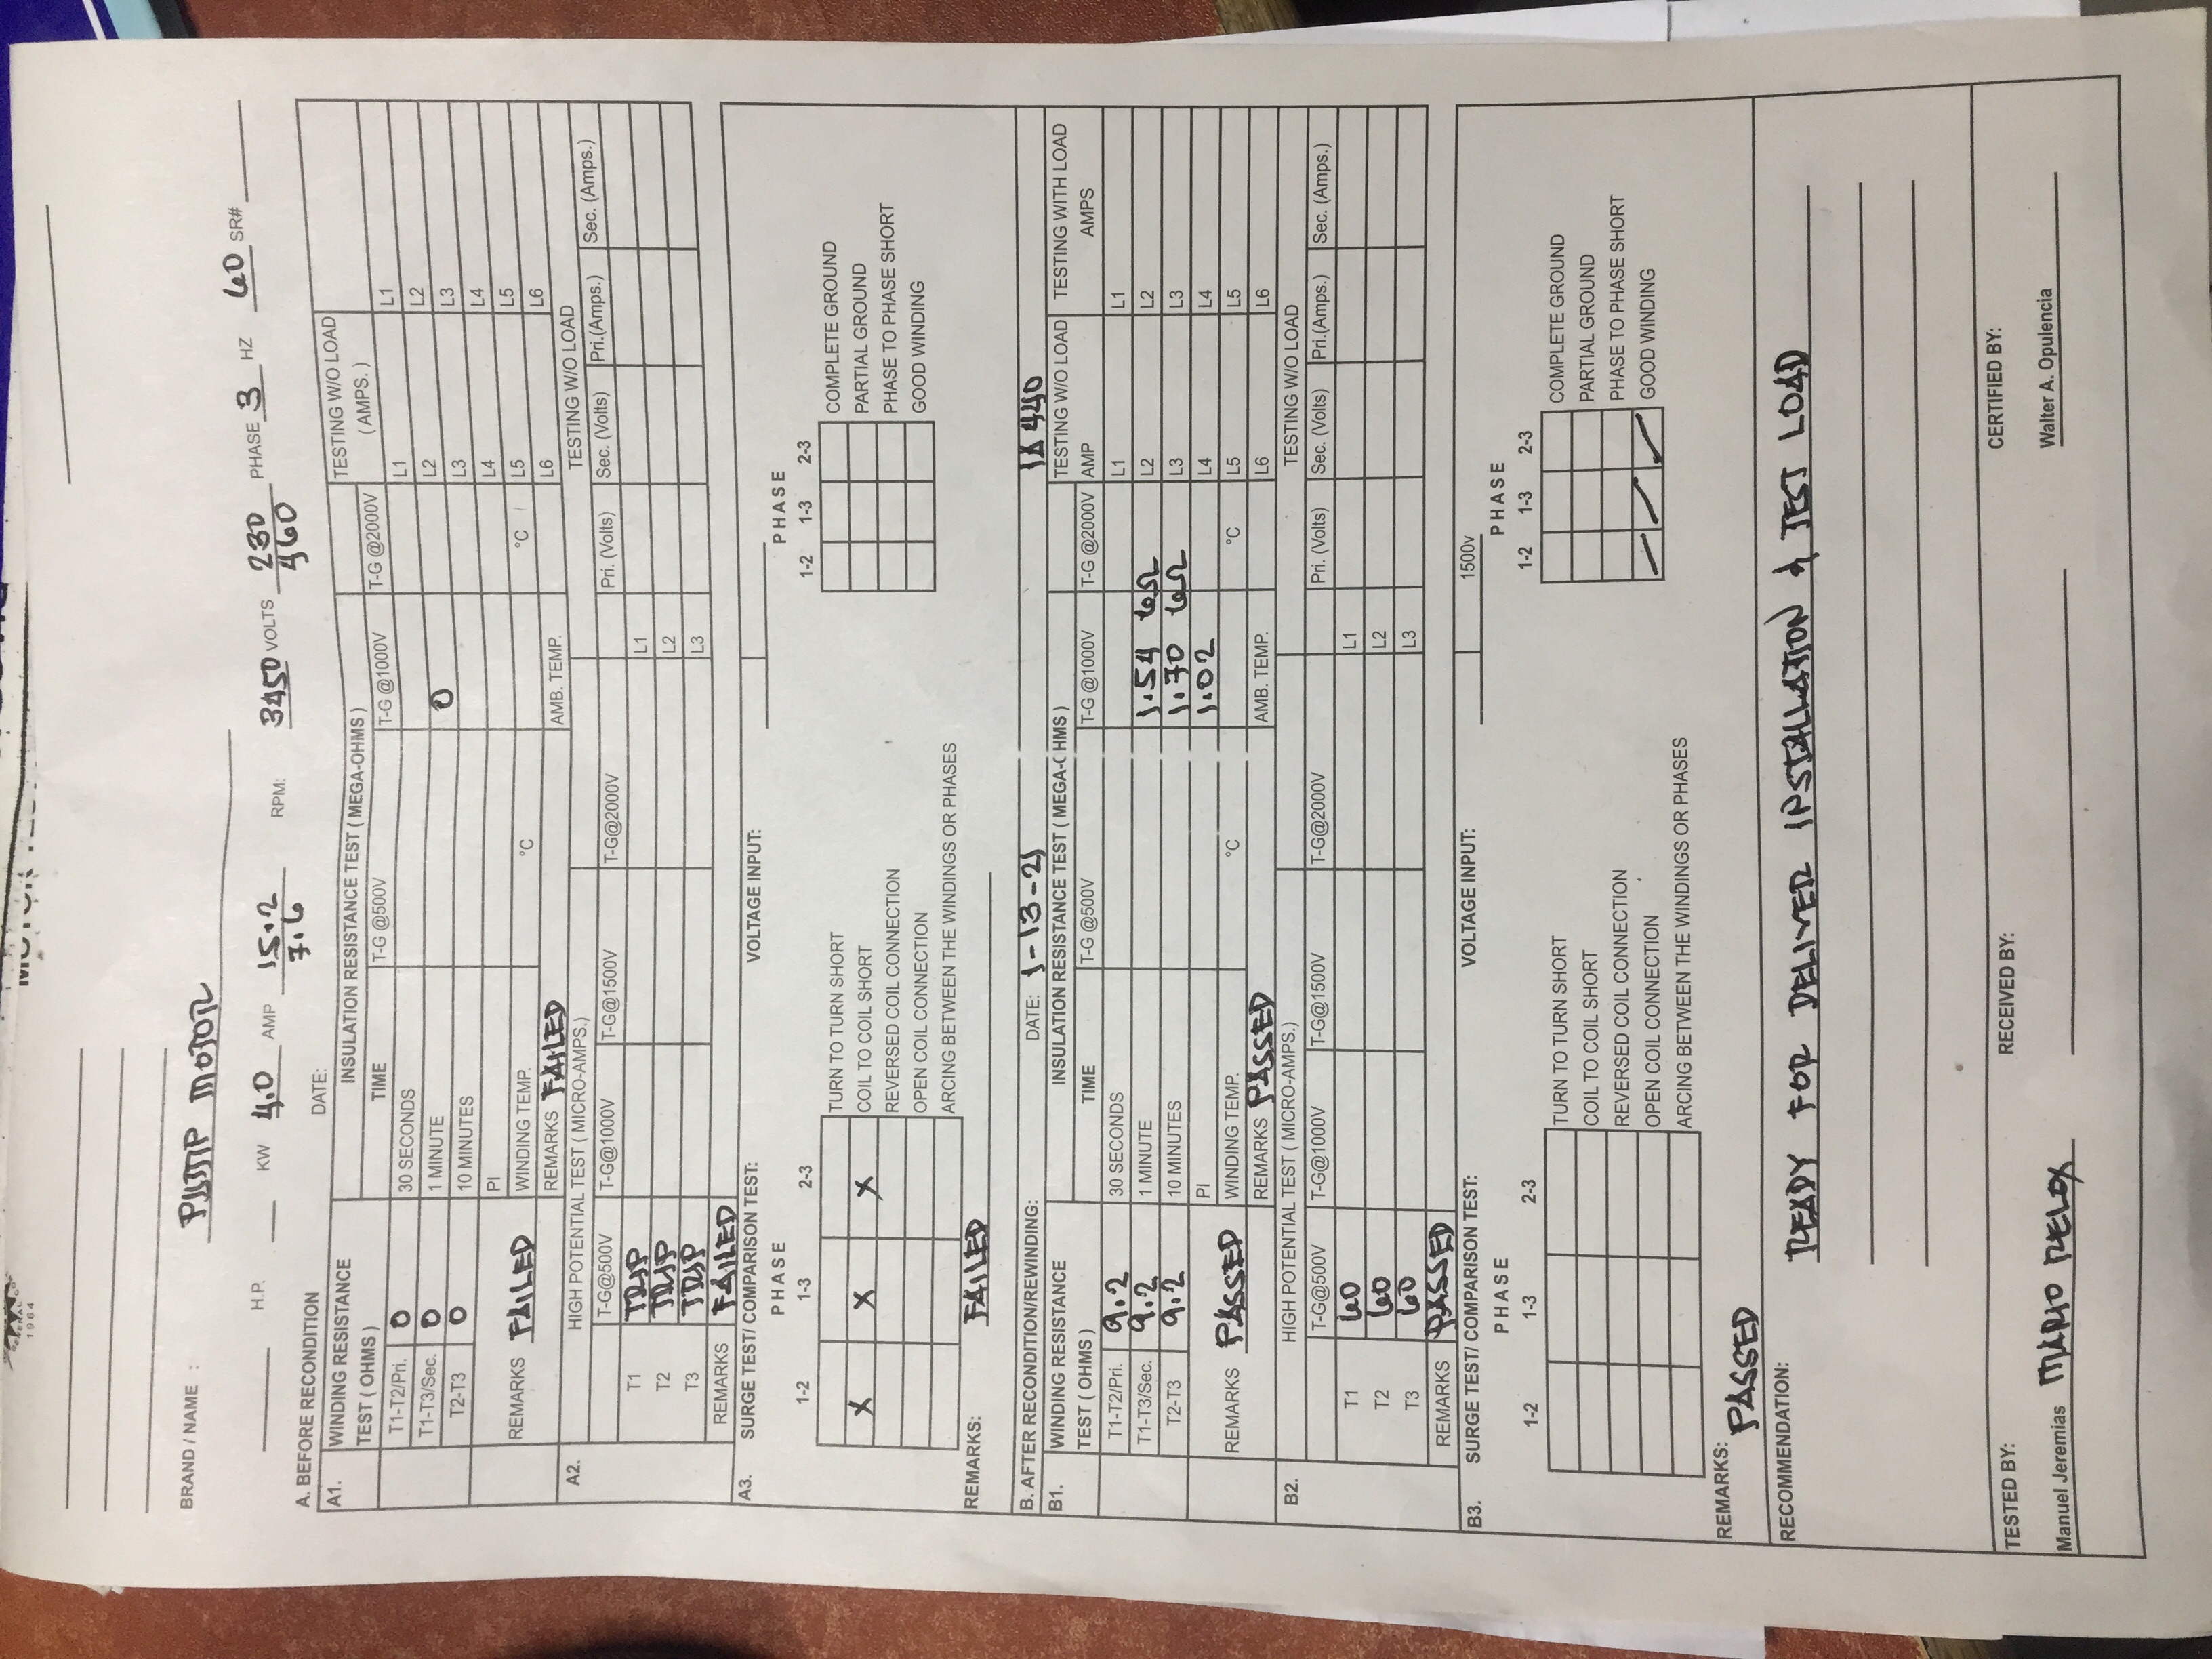 GENERAL CO
1964
BRAND / NAME : PUMP MOTOR
H.P. KW 4.0 AMP 15.2 / 7.6 RPM: 3450 VOLTS 230 / 460 PHASE 3 HZ 60 SR#
A. BEFORE RECONDITION DATE:
A1. WINDING RESISTANCE TEST ( OHMS ) INSULATION RESISTANCE TEST ( MEGA-OHMS ) TESTING W/O LOAD ( AMPS. )
TIME T-G @500V T-G @1000V T-G @2000V
T1-T2/Pri. 0 30 SECONDS L1 L1
T1-T3/Sec. 0 1 MINUTE 0 L2 L2
T2-T3 0 10 MINUTES L3 L3
PI L4 L4
REMARKS FAILED WINDING TEMP. °C °C L5 L5
REMARKS FAILED AMB. TEMP. L6 L6
A2. HIGH POTENTIAL TEST ( MICRO-AMPS.) TESTING W/O LOAD
T-G@500V T-G@1000V T-G@1500V T-G@2000V Pri. (Volts) Sec. (Volts) Pri.(Amps.) Sec. (Amps.)
T1 TRIP L1
T2 TRIP L2
T3 TRIP L3
REMARKS FAILED
A3. SURGE TEST/ COMPARISON TEST: VOLTAGE INPUT:
PHASE PHASE
1-2 1-3 2-3 1-2 1-3 2-3
TURN TO TURN SHORT COMPLETE GROUND
X X X COIL TO COIL SHORT PARTIAL GROUND
REVERSED COIL CONNECTION PHASE TO PHASE SHORT
OPEN COIL CONNECTION GOOD WINDING
ARCING BETWEEN THE WINDINGS OR PHASES
REMARKS: FAILED
B. AFTER RECONDITION/REWINDING: DATE: 1-13-21 440
B1. WINDING RESISTANCE TEST ( OHMS ) INSULATION RESISTANCE TEST ( MEGA-OHMS ) TESTING W/O LOAD AMP TESTING WITH LOAD AMPS
TIME T-G @500V T-G @1000V T-G @2000V
T1-T2/Pri. 9.2 30 SECONDS L1 L1
T1-T3/Sec. 9.2 1 MINUTE 1.54 GΩ L2 L2
T2-T3 9.2 10 MINUTES 1.70 GΩ L3 L3
PI 1.02 L4 L4
REMARKS PASSED WINDING TEMP. °C °C L5 L5
REMARKS PASSED AMB. TEMP. L6 L6
B2. HIGH POTENTIAL TEST ( MICRO-AMPS.) TESTING W/O LOAD
T-G@500V T-G@1000V T-G@1500V T-G@2000V Pri. (Volts) Sec. (Volts) Pri.(Amps.) Sec. (Amps.)
T1 60 L1
T2 60 L2
T3 60 L3
REMARKS PASSED
B3. SURGE TEST/ COMPARISON TEST: VOLTAGE INPUT: 1500v
PHASE PHASE
1-2 1-3 2-3 1-2 1-3 2-3
TURN TO TURN SHORT COMPLETE GROUND
COIL TO COIL SHORT PARTIAL GROUND
REVERSED COIL CONNECTION PHASE TO PHASE SHORT
OPEN COIL CONNECTION GOOD WINDING
ARCING BETWEEN THE WINDINGS OR PHASES
REMARKS: PASSED
RECOMMENDATION: READY FOR DELIVER INSTALLATION & TEST LOAD
TESTED BY: RECEIVED BY: CERTIFIED BY:
Manuel Jeremias MARIO RELOX Walter A. Opulencia